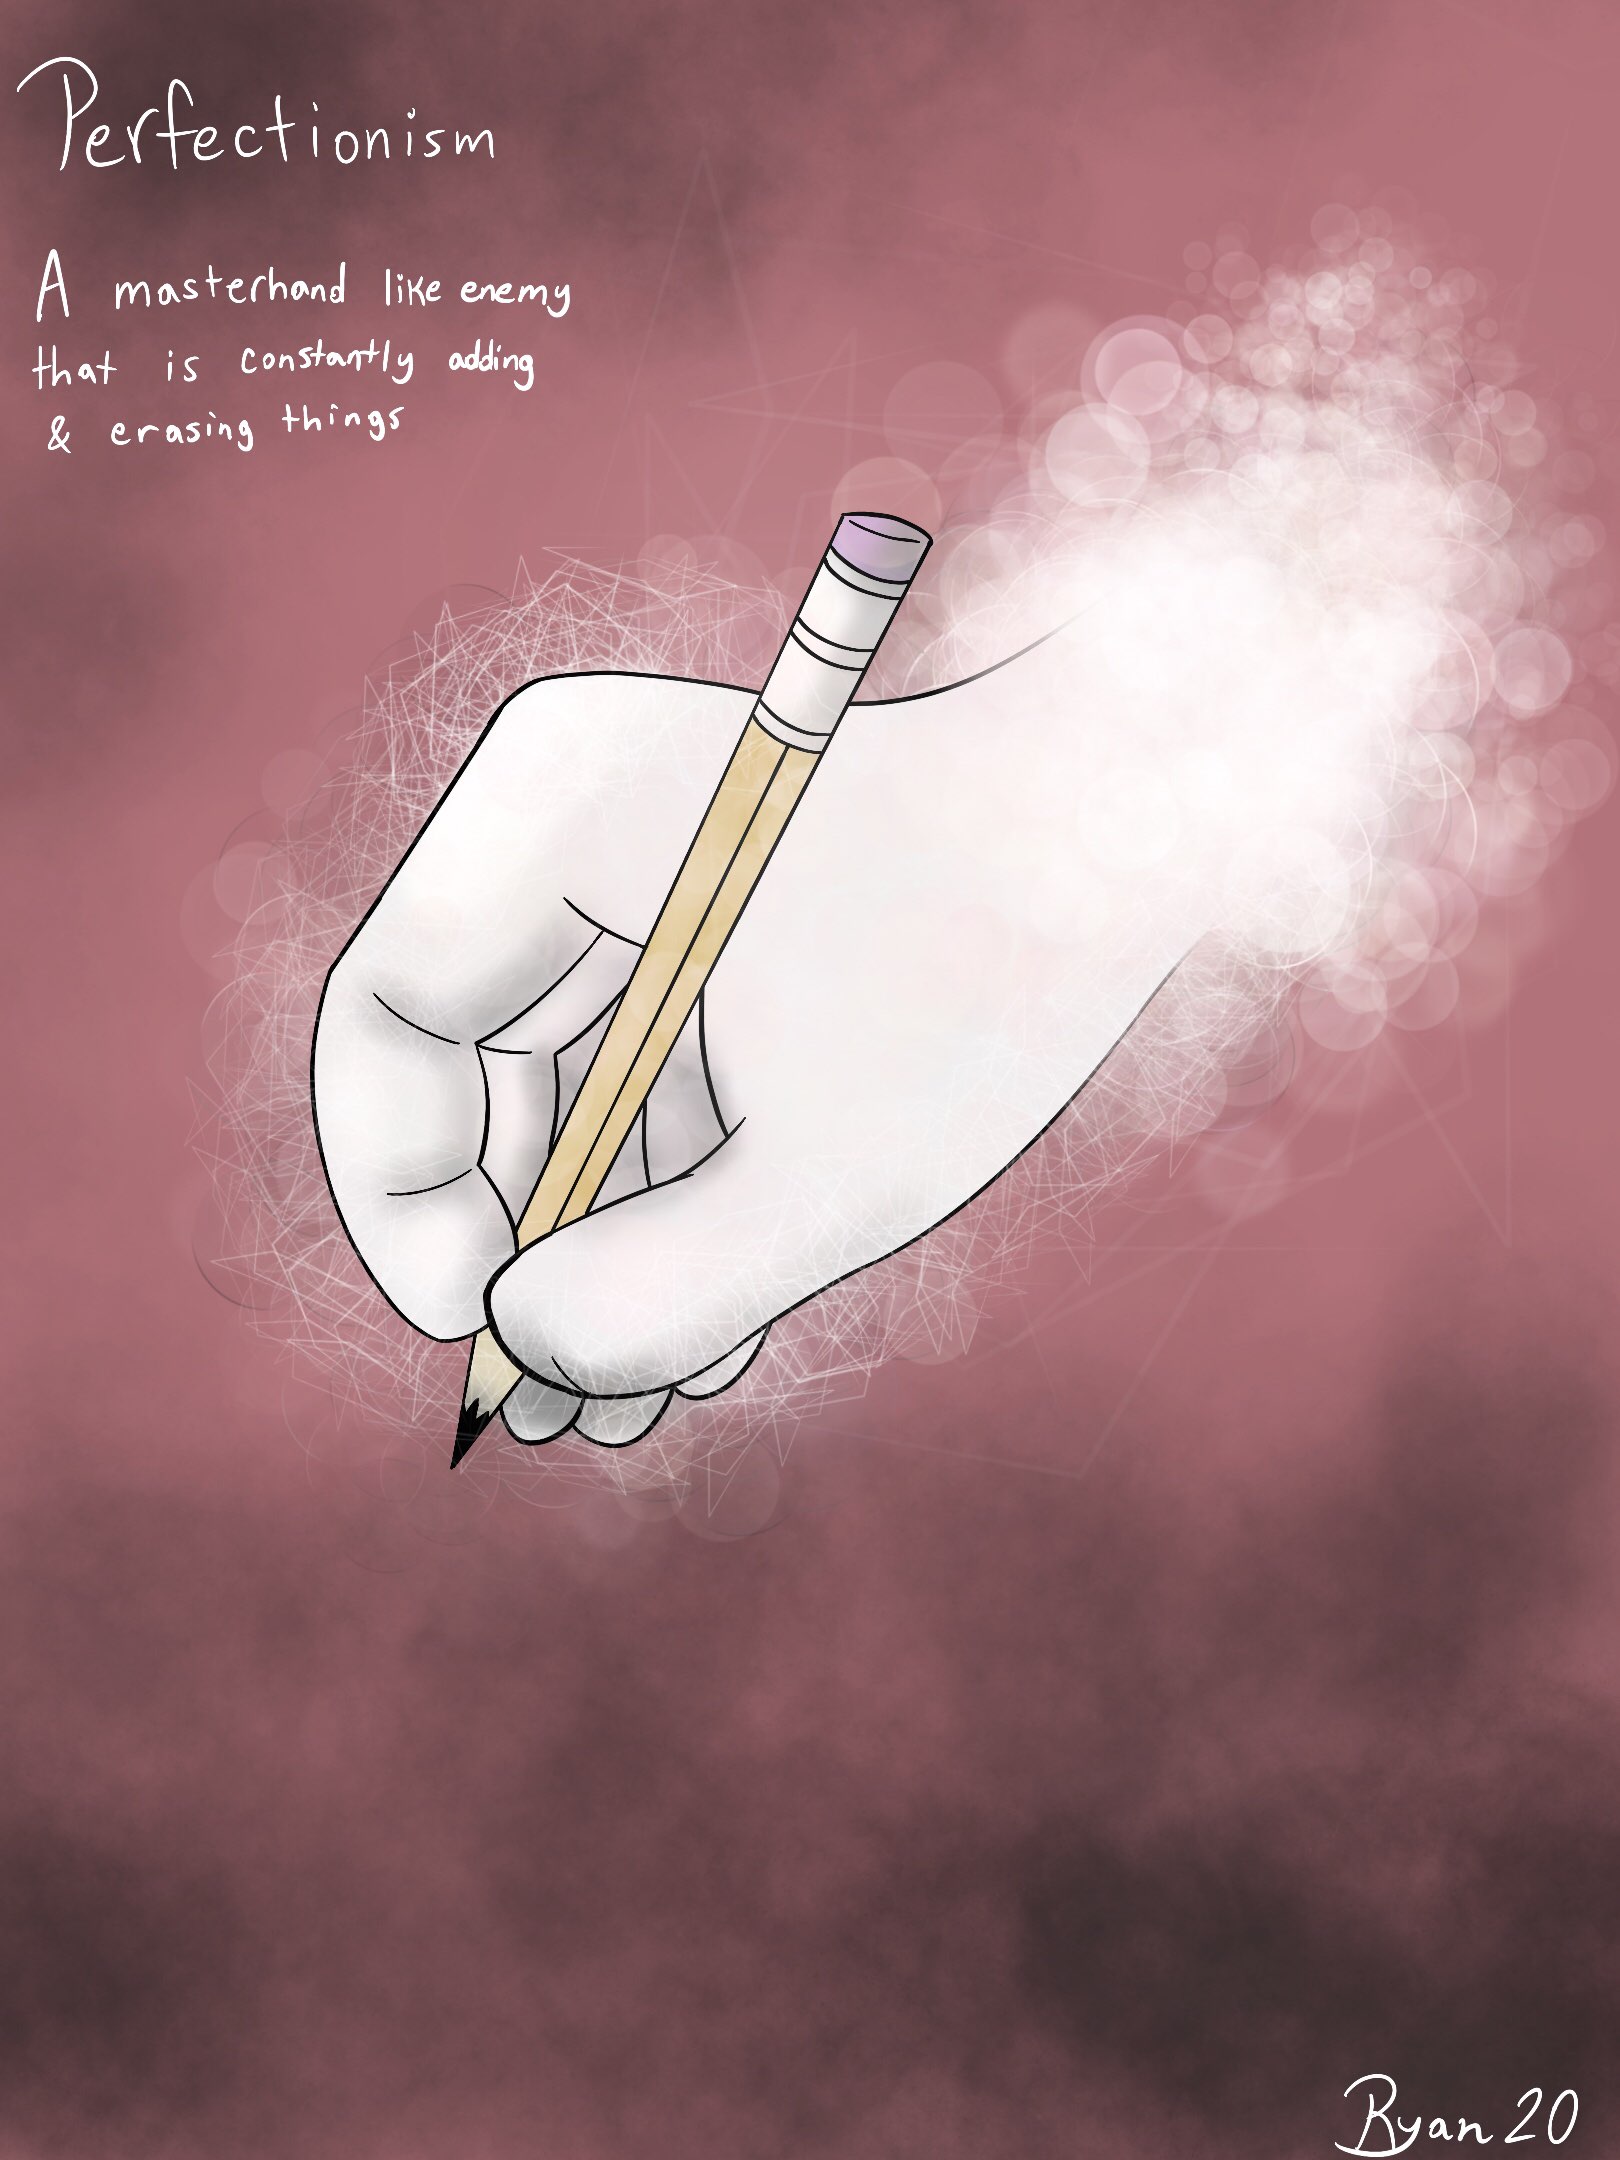 Perfectionism
A masterhand like enemy
that is constantly adding
& erasing things
Ryan 20